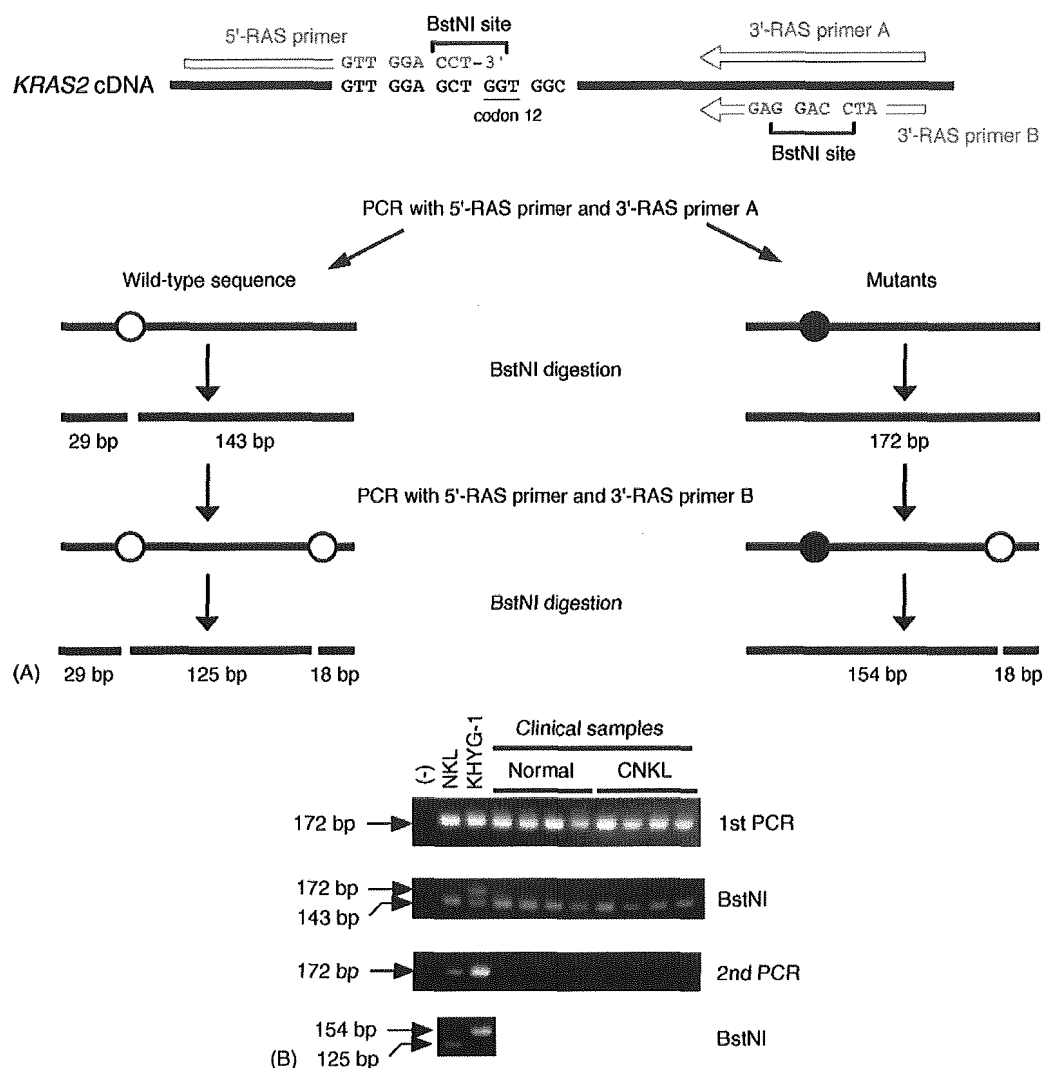 BstNI site
5'-RAS primer
3'-RAS primer A
GTT GGA CCT-3'
KRAS2 cDNA
GTT GGA GCT GGT GGC
codon 12
GAG GAC CTA
BstNI site
3'-RAS primer B
PCR with 5'-RAS primer and 3'-RAS primer A
Wild-type sequence
Mutants
BstNI digestion
29 bp
143 bp
172 bp
PCR with 5'-RAS primer and 3'-RAS primer B
BstNI digestion
(A)
29 bp
125 bp
18 bp
154 bp
18 bp
(-)
NKL
KHYG-1
Clinical samples
Normal
CNKL
172 bp
1st PCR
172 bp
143 bp
BstNI
172 bp
2nd PCR
154 bp
125 bp
BstNI
(B)